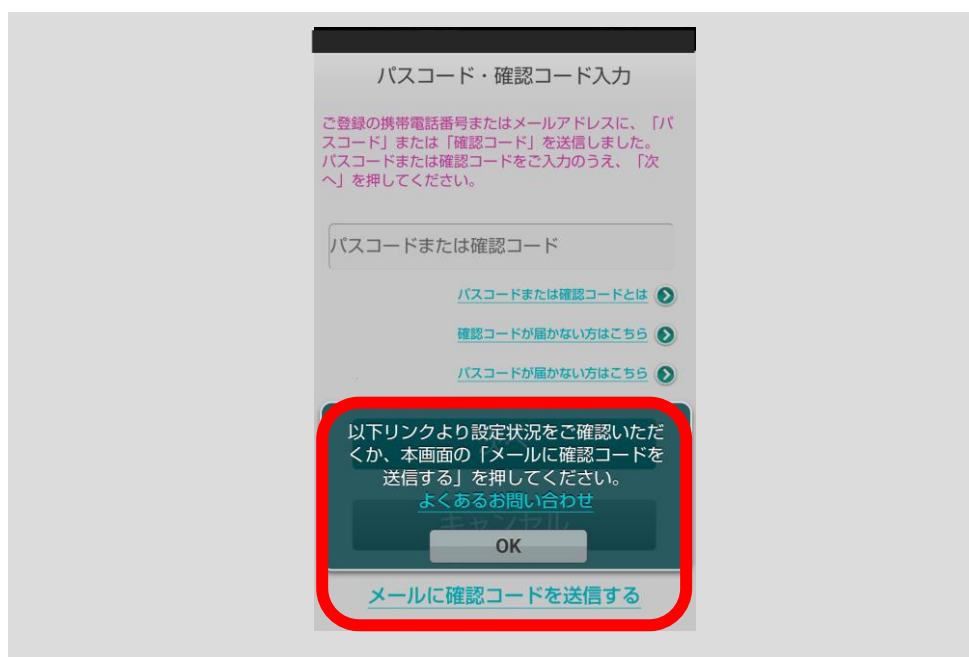 パスコード・確認コード入力
ご登録の携帯電話番号またはメールアドレスに、「パ
スコード」または「確認コード」を送信しました。
パスコードまたは確認コードをご入力のうえ、「次
へ」を押してください。
パスコードまたは確認コード
パスコードまたは確認コードとは
確認コードが届かない方はこちら
パスコードが届かない方はこちら
以下リンクより設定状況をご確認いただ
くか、本画面の「メールに確認コードを
送信する」を押してください。
よくあるお問い合わせ
キャンセル
OK
メールに確認コードを送信する